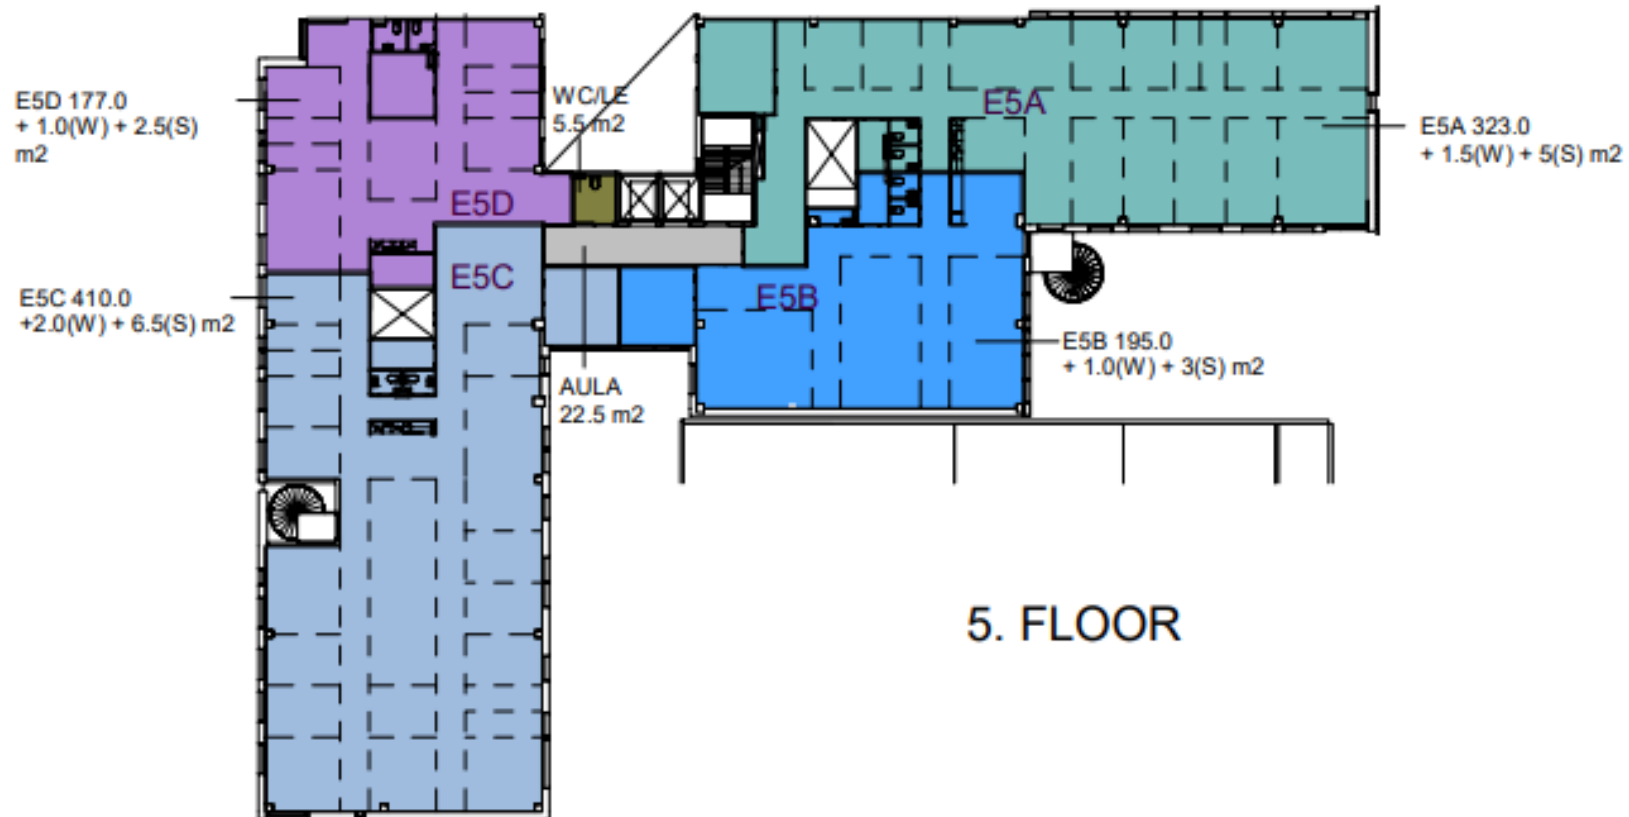 E5D 177.0
+ 1.0(W) + 2.5(S)
m2
WC/LE
5.5 m2
E5A
E5A 323.0
+ 1.5(W) + 5(S) m2
E5D
E5C
E5B
E5C 410.0
+2.0(W) + 6.5(S) m2
E5B 195.0
+ 1.0(W) + 3(S) m2
AULA
22.5 m2
5. FLOOR